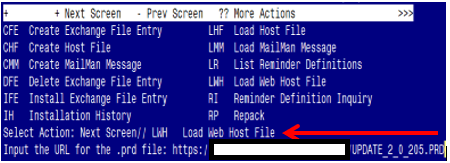 + + Next Screen - Prev Screen ?? More Actions >>>
CFE Create Exchange File Entry LHF Load Host File
CHF Create Host File LMM Load MailMan Message
CMM Create MailMan Message LR List Reminder Definitions
DFE Delete Exchange File Entry LWH Load Web Host File
IFE Install Exchange File Entry RI Reminder Definition Inquiry
IH Installation History RP Repack
Select Action: Next Screen// LWH Load Web Host File
Input the URL for the .prd file: https:/ /UPDATE_2_0_205.PRD